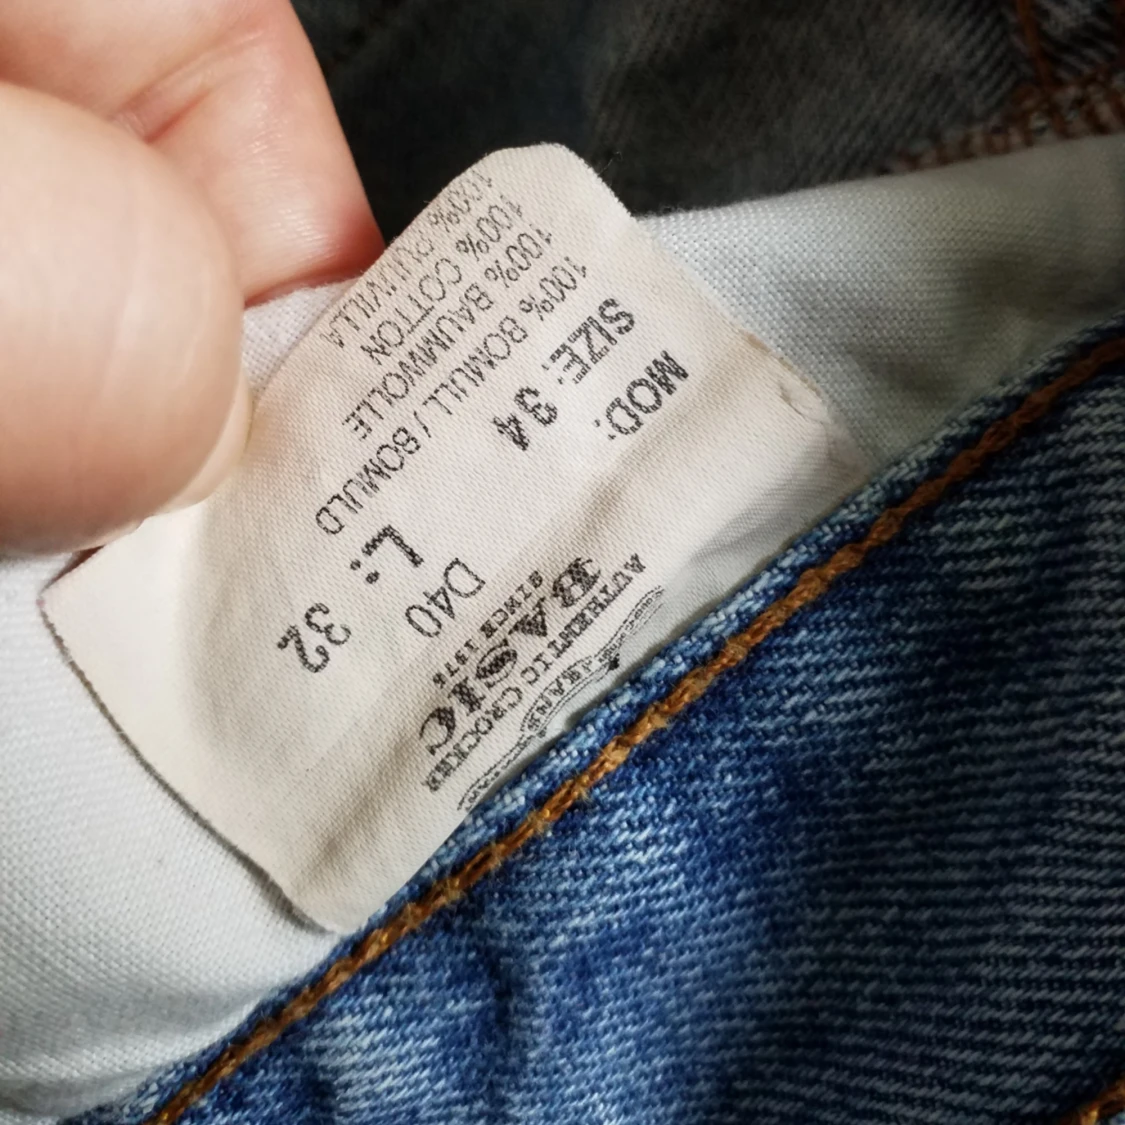 AUTHENTIC CROCKER
BASIC
JEANS
SINCE 1976
MOD: D40
SIZE: 34 L: 32
100% BOMULL / BOMULD
100% BAUMWOLLE
100% COTTON
100% PUUVILLA